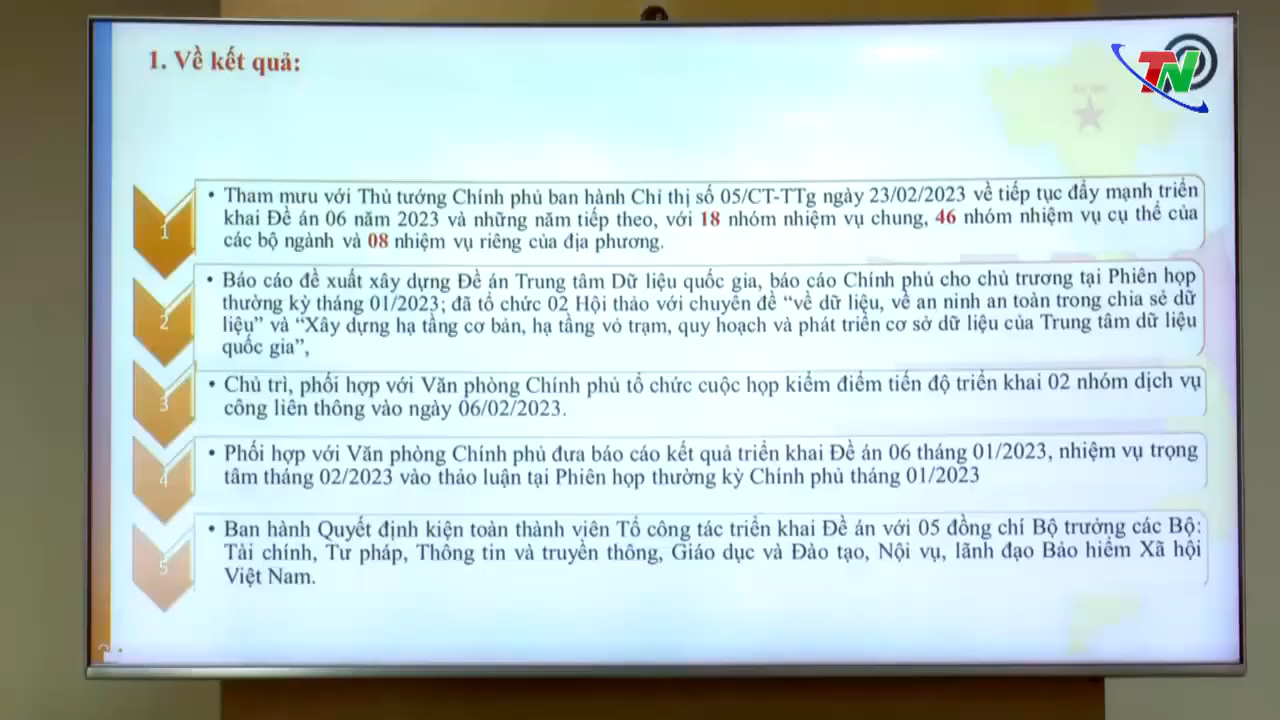 1. Về kết quả:
TN
1
• Tham mưu với Thủ tướng Chính phủ ban hành Chỉ thị số 05/CT-TTg ngày 23/02/2023 về tiếp tục đẩy mạnh triển
khai Đề án 06 năm 2023 và những năm tiếp theo, với 18 nhóm nhiệm vụ chung, 46 nhóm nhiệm vụ cụ thể của
các bộ ngành và 08 nhiệm vụ riêng của địa phương.
2
• Báo cáo đề xuất xây dựng Đề án Trung tâm Dữ liệu quốc gia, báo cáo Chính phủ cho chủ trương tại Phiên họp
thường kỳ tháng 01/2023; đã tổ chức 02 Hội thảo với chuyên đề “về dữ liệu, về an ninh an toàn trong chia sẻ dữ
liệu” và “Xây dựng hạ tầng cơ bản, hạ tầng vỏ trạm, quy hoạch và phát triển cơ sở dữ liệu của Trung tâm dữ liệu
quốc gia”,
3
• Chủ trì, phối hợp với Văn phòng Chính phủ tổ chức cuộc họp kiểm điểm tiến độ triển khai 02 nhóm dịch vụ
công liên thông vào ngày 06/02/2023.
4
• Phối hợp với Văn phòng Chính phủ đưa báo cáo kết quả triển khai Đề án 06 tháng 01/2023, nhiệm vụ trọng
tâm tháng 02/2023 vào thảo luận tại Phiên họp thường kỳ Chính phủ tháng 01/2023
5
• Ban hành Quyết định kiện toàn thành viên Tổ công tác triển khai Đề án với 05 đồng chí Bộ trưởng các Bộ:
Tài chính, Tư pháp, Thông tin và truyền thông, Giáo dục và Đào tạo, Nội vụ, lãnh đạo Bảo hiểm Xã hội
Việt Nam.